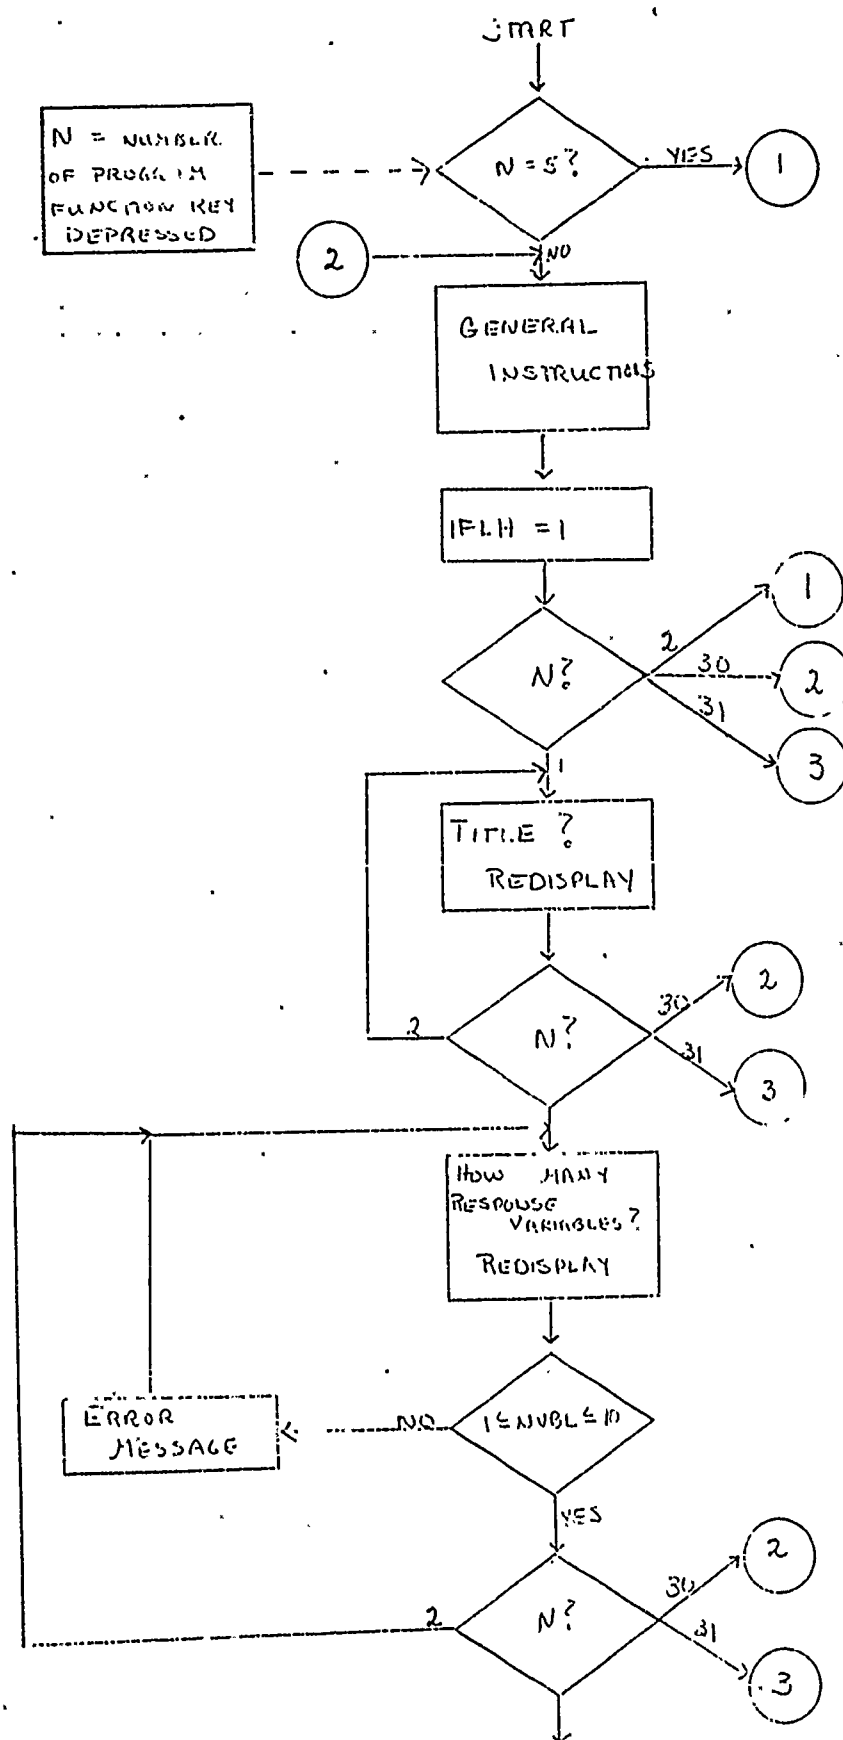 N = NUMBER
OF PROGRAM
FUNCTION KEY
DEPRESSED
N = 5?
YES
1
2
NO
GENERAL
INSTRUCTIONS
= 1
N?
2
1
30
2
31
3
1
TITLE ?
REDISPLAY
N?
2
30
2
31
3
HOW MANY
RESPONSE
VARIABLES?
REDISPLAY
1 ≤ NVBL ≤ 10
NO
ERROR
MESSAGE
YES
N?
2
30
2
31
3